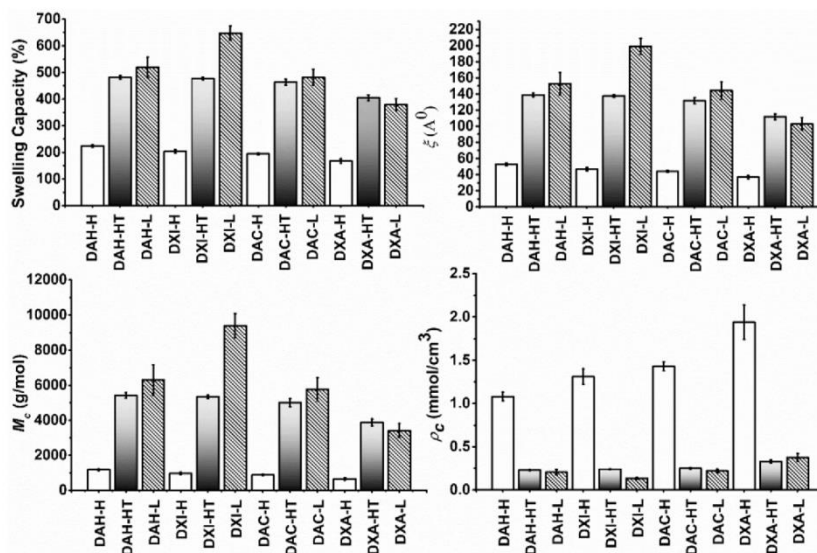 Swelling Capacity (%)
700
600
500
400
300
200
100
0
DAH-H
DAH-HT
DAH-L
DXI-H
DXI-HT
DXI-L
DAC-H
DAC-HT
DAC-L
DXA-H
DXA-HT
DXA-L
ξ (Λ⁰)
220
200
180
160
140
120
100
80
60
40
20
0
DAH-H
DAH-HT
DAH-L
DXI-H
DXI-HT
DXI-L
DAC-H
DAC-HT
DAC-L
DXA-H
DXA-HT
DXA-L
Mc (g/mol)
12000
10000
8000
6000
4000
2000
0
DAH-H
DAH-HT
DAH-L
DXI-H
DXI-HT
DXI-L
DAC-H
DAC-HT
DAC-L
DXA-H
DXA-HT
DXA-L
ρc (mmol/cm³)
2.5
2.0
1.5
1.0
0.5
0.0
DAH-H
DAH-HT
DAH-L
DXI-H
DXI-HT
DXI-L
DAC-H
DAC-HT
DAC-L
DXA-H
DXA-HT
DXA-L